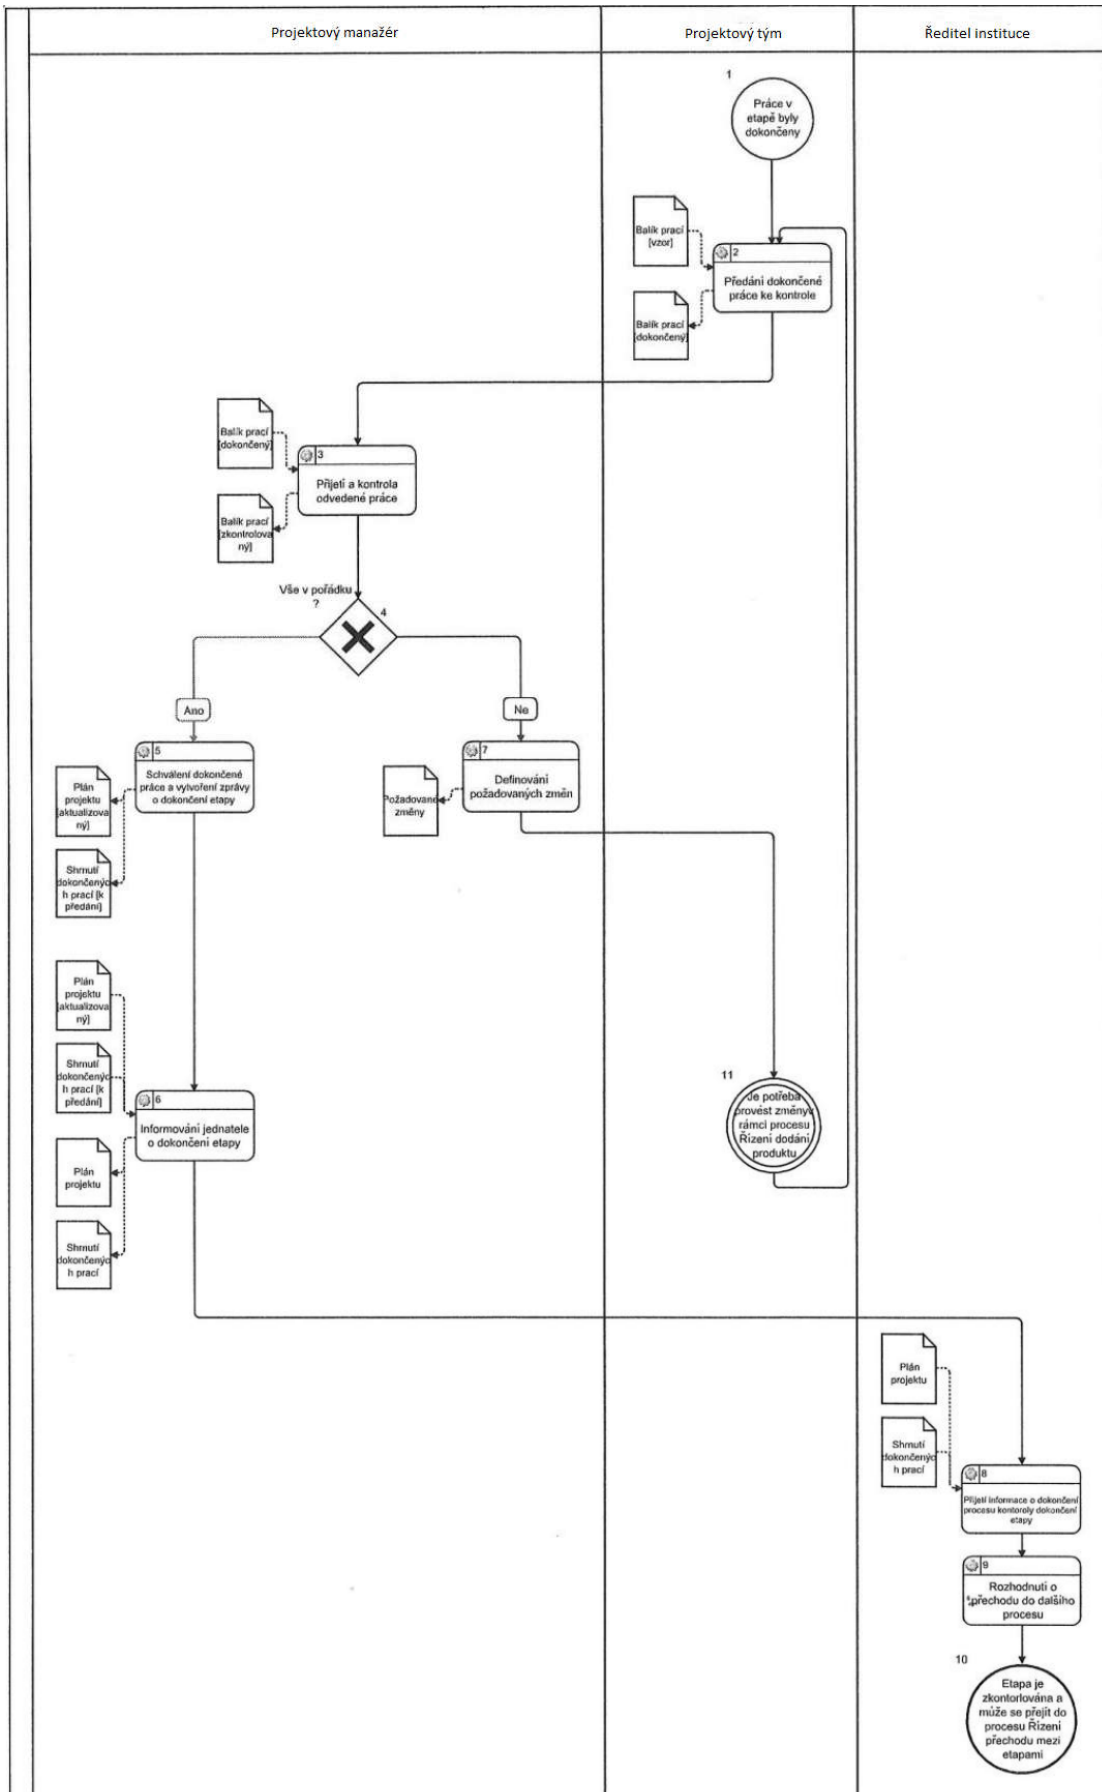 Projektový manažér
Projektový tým
Ředitel instituce
1
Práce v
etapě byly
dokončeny
Balík prací
[vzor]
2
Předání dokončené
práce ke kontrole
Balík prací
[dokončený]
Balík prací
[dokončený]
3
Přijetí a kontrola
odvedené práce
Balík prací
[zkontrolova
ný]
Vše v pořádku
?
4
Ano
Ne
5
Schválení dokončené
práce a vytvoření zprávy
o dokončení etapy
7
Definování
požadovaných změn
Plán
projektu
[aktualizova
ný]
Požadované
změny
Shrnutí
dokončenýc
h prací [k
předání]
Plán
projektu
[aktualizova
ný]
Shrnutí
dokončenýc
h prací [k
předání]
6
Informování jednatele
o dokončení etapy
11
Je potřeba
provést změny v
rámci procesu
Řízení dodání
produktu
Plán
projektu
Shrnutí
dokončenýc
h prací
Plán
projektu
Shrnutí
dokončenýc
h prací
8
Přijetí informace o dokončení
procesu kontoroly dokončení
etapy
9
Rozhodnutí o
přechodu do dalšího
procesu
10
Etapa je
zkontorlována a
může se přejít do
procesu Řízení
přechodu mezi
etapami